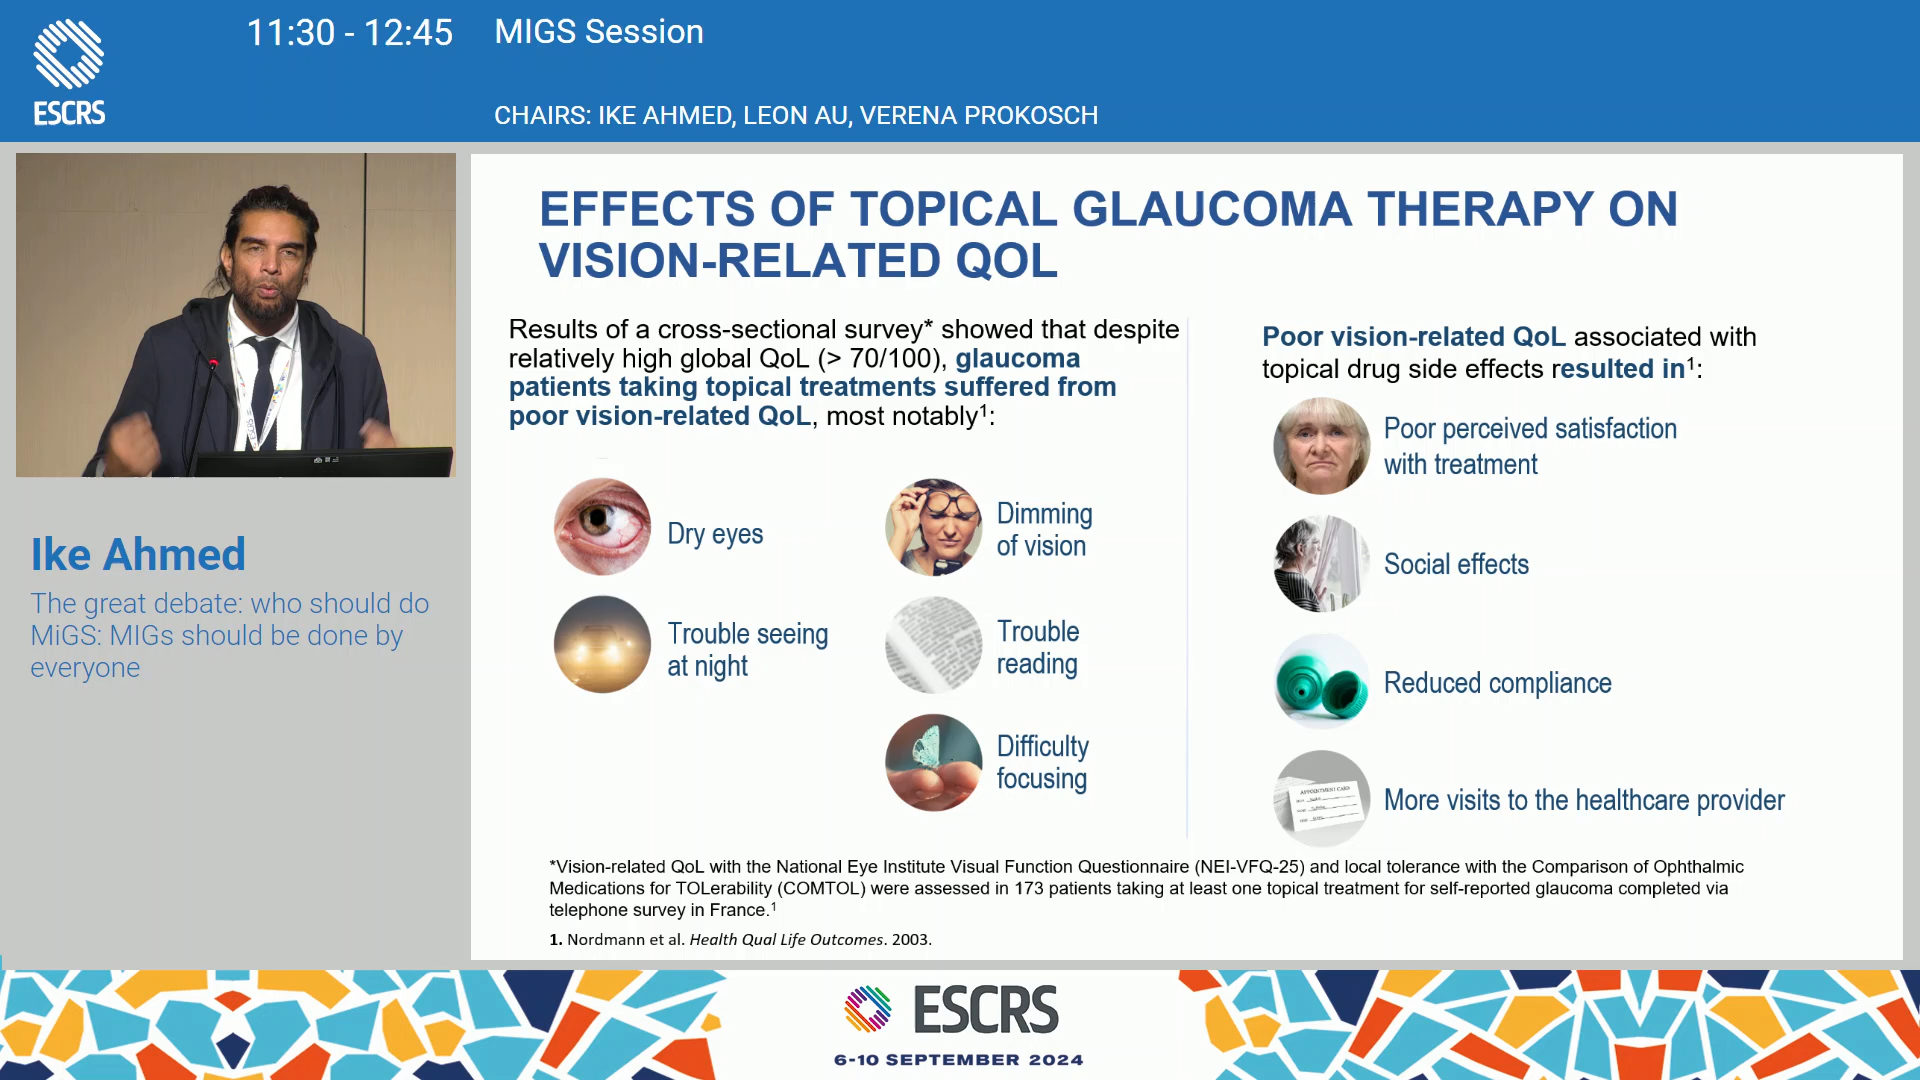 11:30 - 12:45
MIGS Session
ESCRS
CHAIRS: IKE AHMED, LEON AU, VERENA PROKOSCH
Ike Ahmed
The great debate: who should do
MiGS: MIGs should be done by
everyone
EFFECTS OF TOPICAL GLAUCOMA THERAPY ON
VISION-RELATED QOL
Results of a cross-sectional survey* showed that despite
relatively high global QoL (> 70/100), glaucoma
patients taking topical treatments suffered from
poor vision-related QoL, most notably1:
Dry eyes
Trouble seeing
at night
Dimming
of vision
Trouble
reading
Difficulty
focusing
Poor vision-related QoL associated with
topical drug side effects resulted in1:
Poor perceived satisfaction
with treatment
Social effects
Reduced compliance
APPOINTMENT CARD
More visits to the healthcare provider
*Vision-related QoL with the National Eye Institute Visual Function Questionnaire (NEI-VFQ-25) and local tolerance with the Comparison of Ophthalmic
Medications for TOLerability (COMTOL) were assessed in 173 patients taking at least one topical treatment for self-reported glaucoma completed via
telephone survey in France.1
1. Nordmann et al. Health Qual Life Outcomes. 2003.
ESCRS
6-10 SEPTEMBER 2024